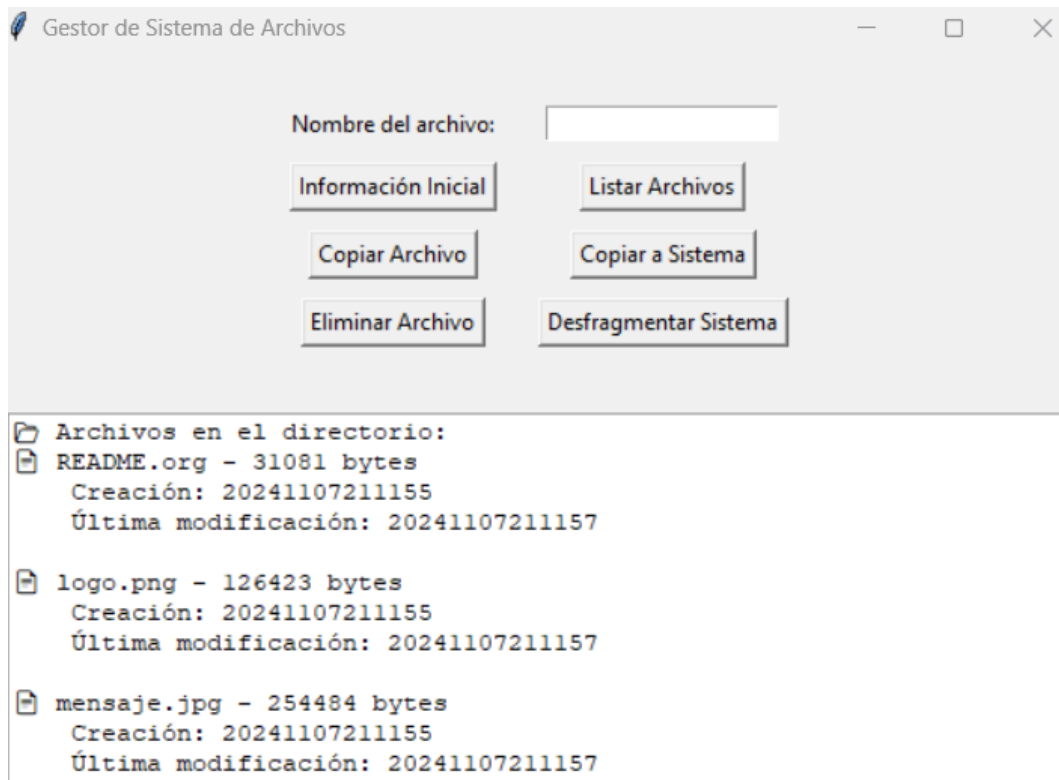 Gestor de Sistema de Archivos
Nombre del archivo:
Información Inicial Listar Archivos
Copiar Archivo Copiar a Sistema
Eliminar Archivo Desfragmentar Sistema
Archivos en el directorio:
README.org - 31081 bytes
Creación: 20241107211155
Última modificación: 20241107211157
logo.png - 126423 bytes
Creación: 20241107211155
Última modificación: 20241107211157
mensaje.jpg - 254484 bytes
Creación: 20241107211155
Última modificación: 20241107211157